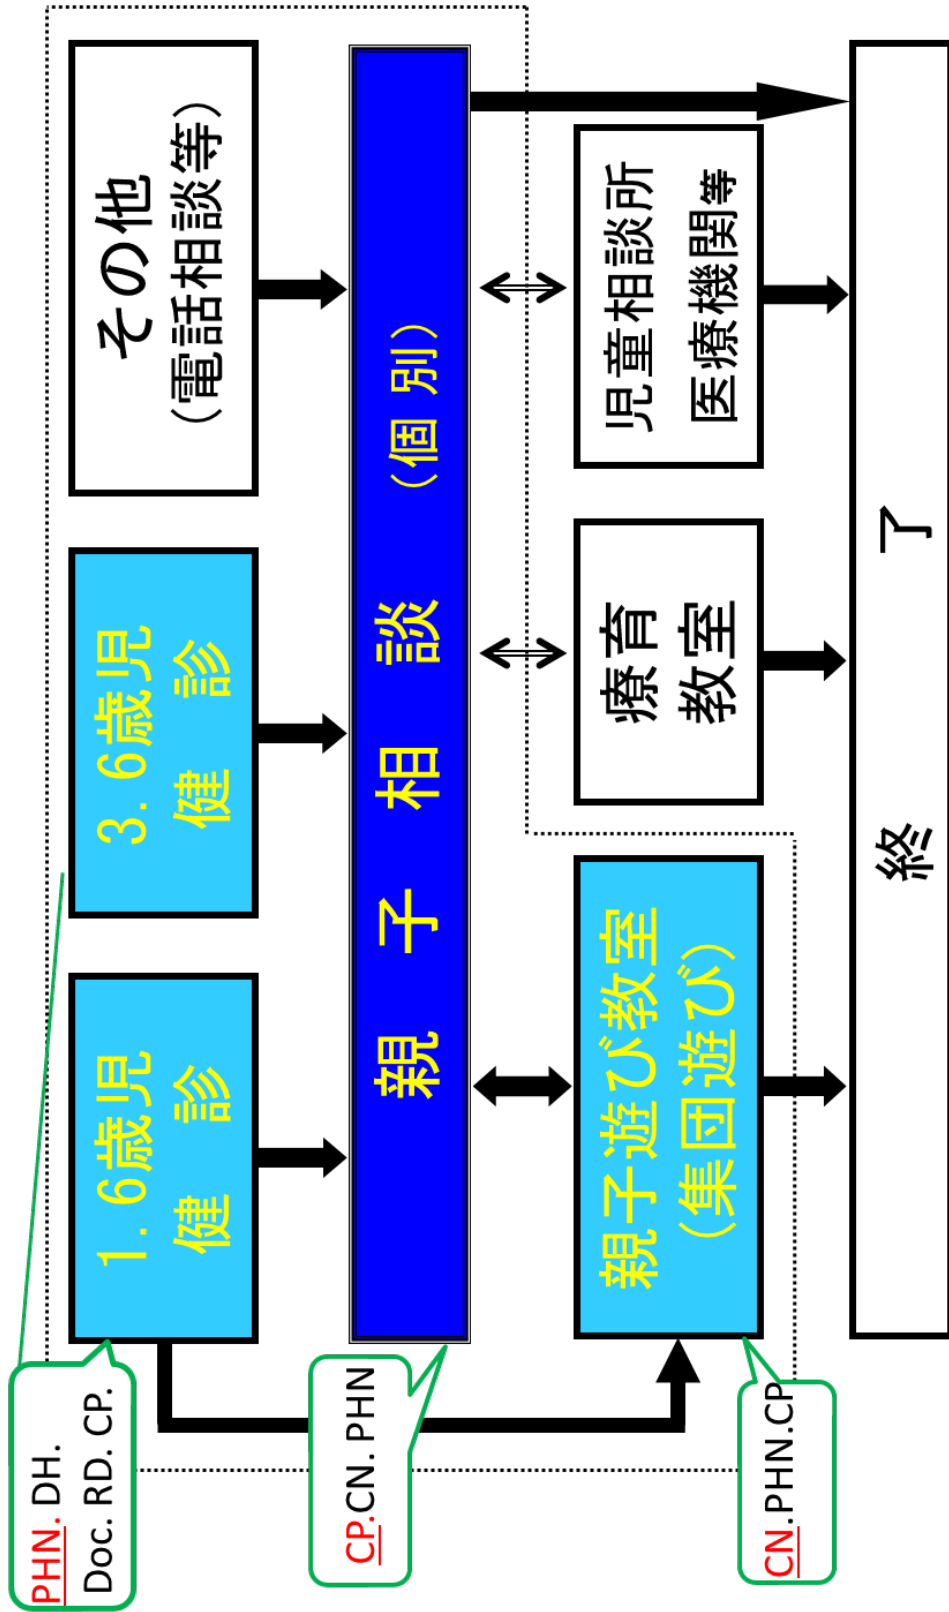 PHN. DH.
Doc. RD. CP.
1.6歳児
健 診
3.6歳児
健 診
その他
(電話相談等)
CP.CN. PHN
親 子 相 談 (個 別)
CN.PHN.CP
親子遊び教室
(集団遊び)
療育
教室
児童相談所
医療機関等
終 了